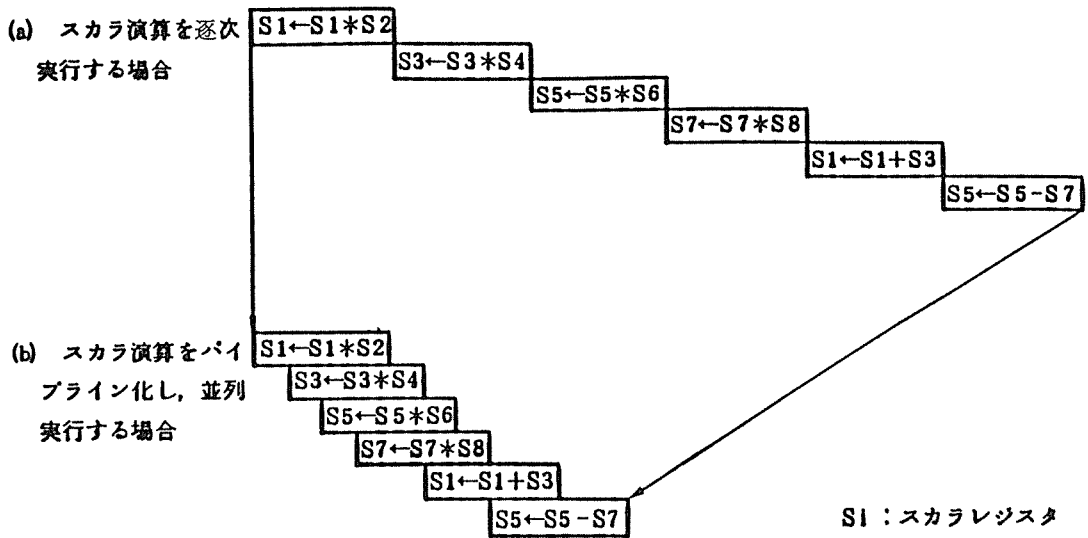 (a) スカラ演算を逐次
実行する場合
S1←S1*S2
S3←S3*S4
S5←S5*S6
S7←S7*S8
S1←S1+S3
S5←S5-S7
(b) スカラ演算をパイ
プライン化し，並列
実行する場合
S1←S1*S2
S3←S3*S4
S5←S5*S6
S7←S7*S8
S1←S1+S3
S5←S5-S7
Si：スカラレジスタ